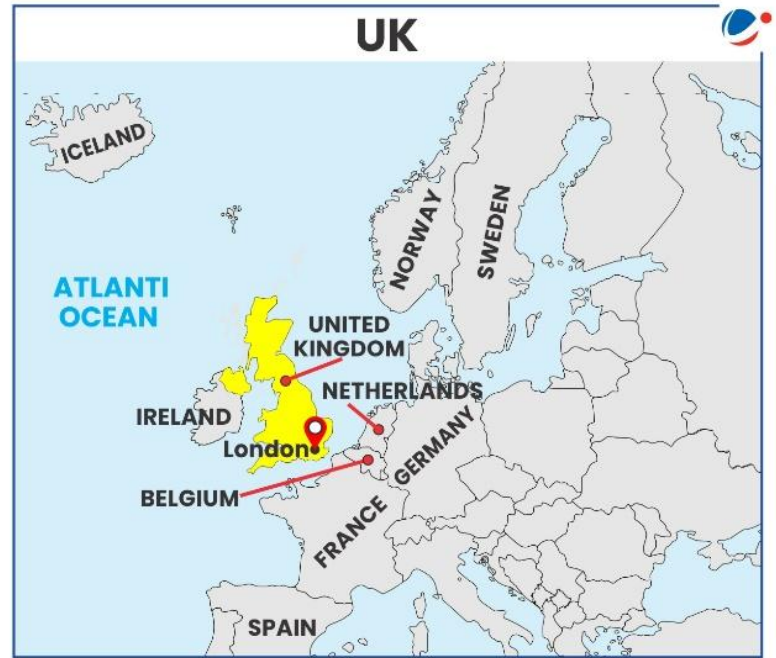 UK
ICELAND
NORWAY
SWEDEN
ATLANTI
OCEAN
UNITED
KINGDOM
NETHERLANDS
IRELAND
London
GERMANY
BELGIUM
FRANCE
SPAIN